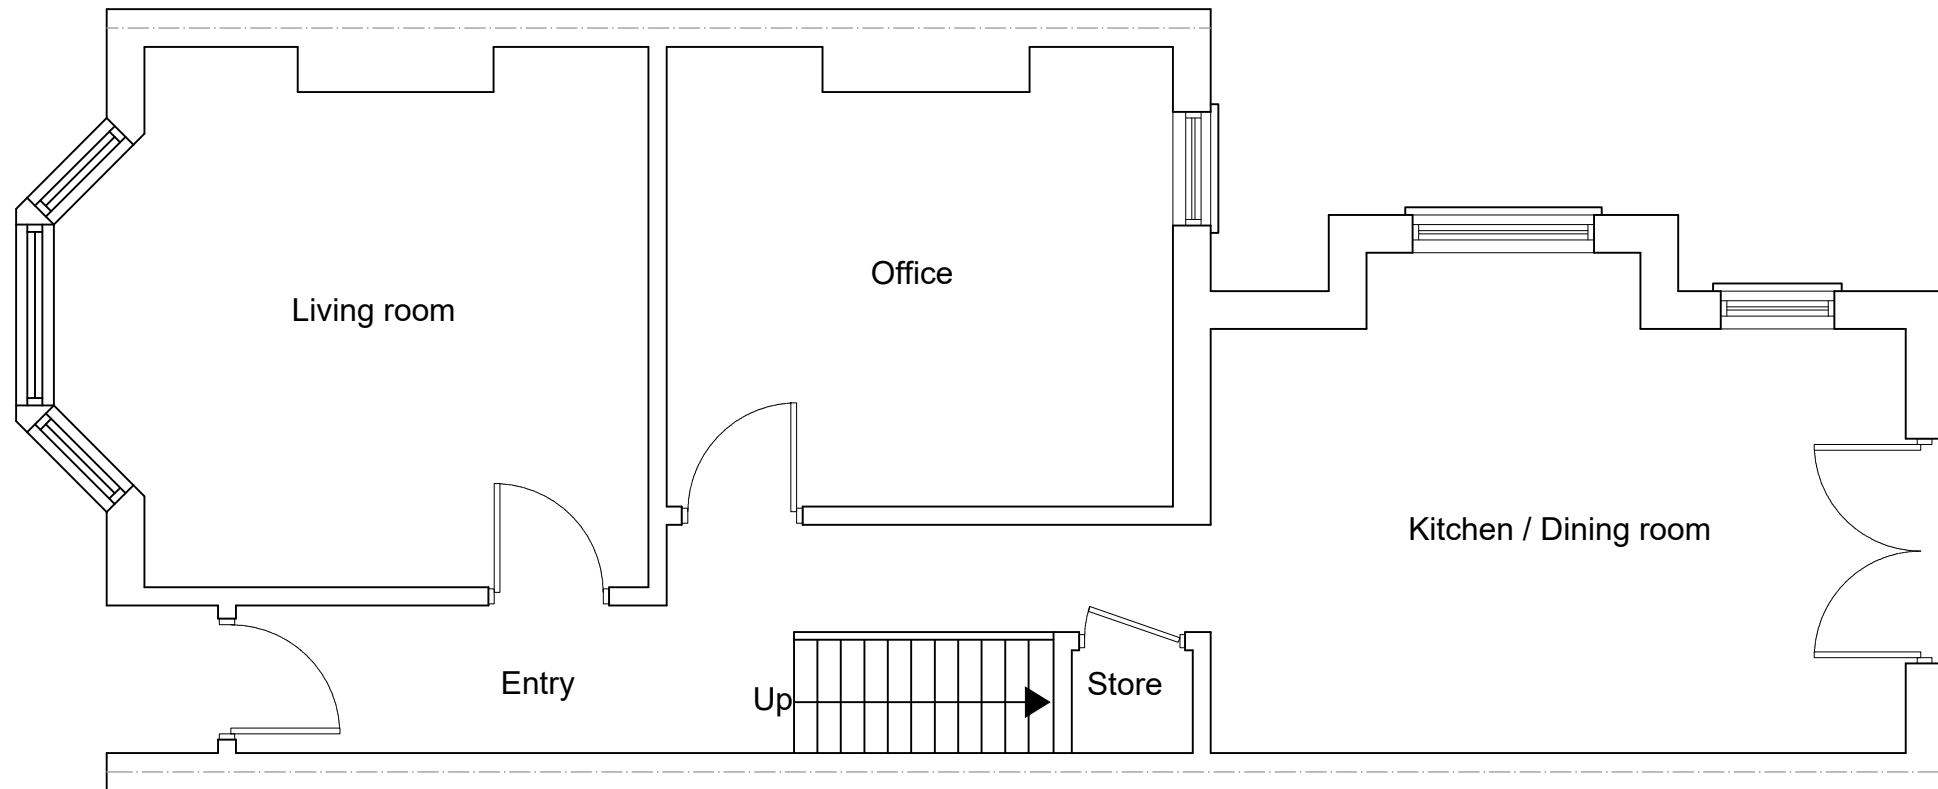 Office
Living room
Kitchen / Dining room
Entry
Up
Store